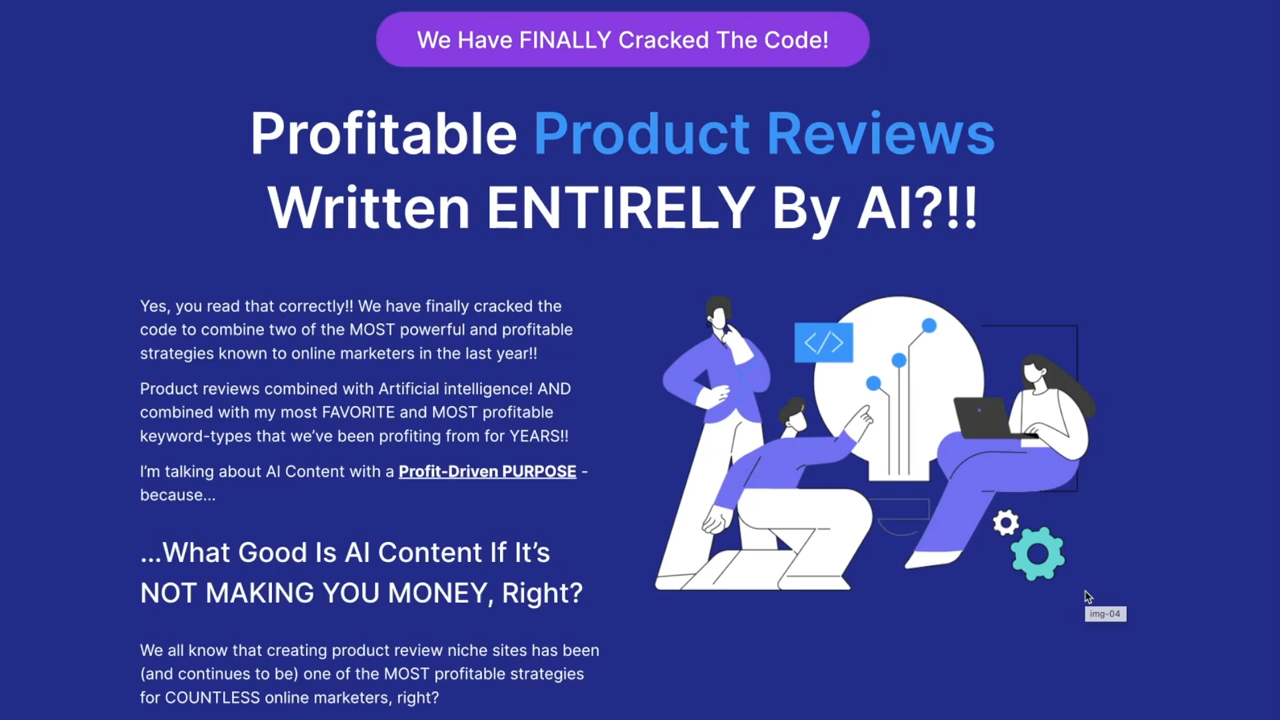 We Have FINALLY Cracked The Code!
Profitable Product Reviews
Written ENTIRELY By AI?!!
Yes, you read that correctly!! We have finally cracked the
code to combine two of the MOST powerful and profitable
strategies known to online marketers in the last year!!
Product reviews combined with Artificial intelligence! AND
combined with my most FAVORITE and MOST profitable
keyword-types that we’ve been profiting from for YEARS!!
I’m talking about AI Content with a Profit-Driven PURPOSE -
because...
...What Good Is AI Content If It’s
NOT MAKING YOU MONEY, Right?
We all know that creating product review niche sites has been
(and continues to be) one of the MOST profitable strategies
for COUNTLESS online marketers, right?
</>
img-04